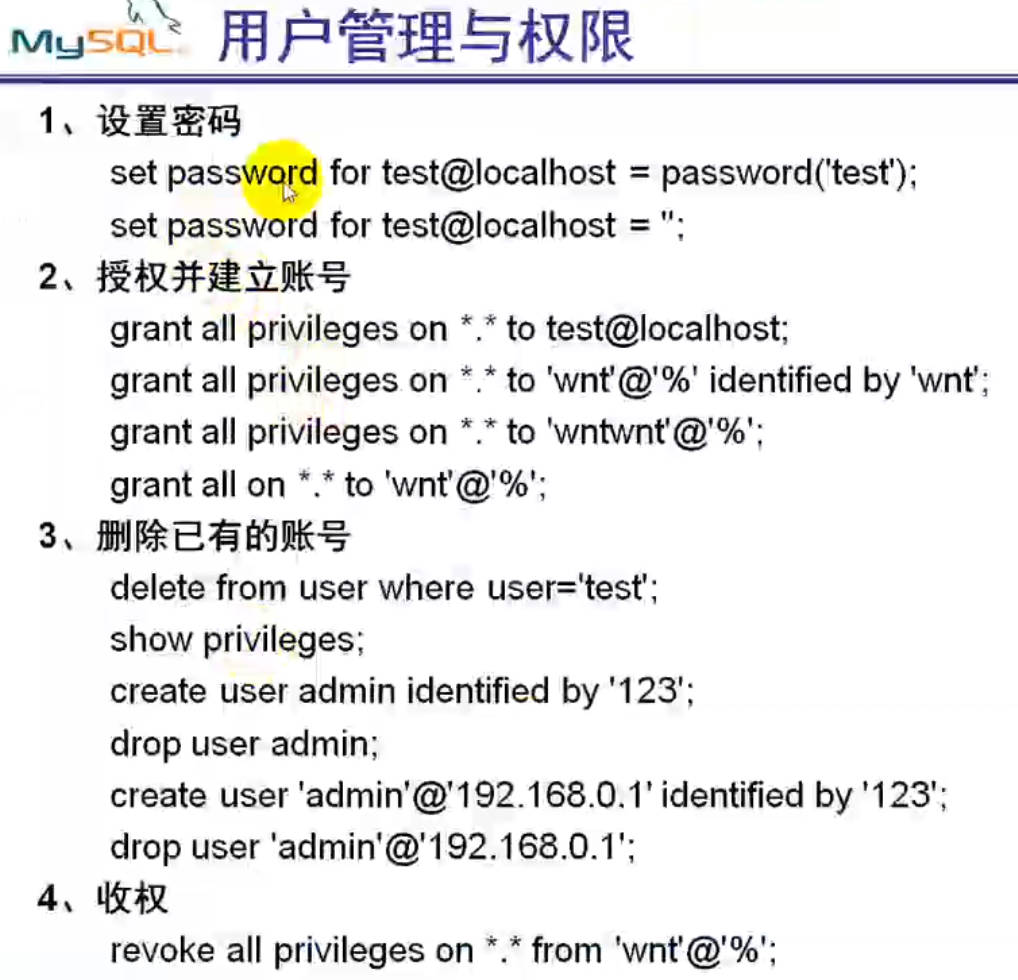 MySQL 用户管理与权限
1、设置密码
set password for test@localhost = password('test');
set password for test@localhost = '';
2、授权并建立账号
grant all privileges on *.* to test@localhost;
grant all privileges on *.* to 'wnt'@'%' identified by 'wnt';
grant all privileges on *.* to 'wntwnt'@'%';
grant all on *.* to 'wnt'@'%';
3、删除已有的账号
delete from user where user='test';
show privileges;
create user admin identified by '123';
drop user admin;
create user 'admin'@'192.168.0.1' identified by '123';
drop user 'admin'@'192.168.0.1';
4、收权
revoke all privileges on *.* from 'wnt'@'%';